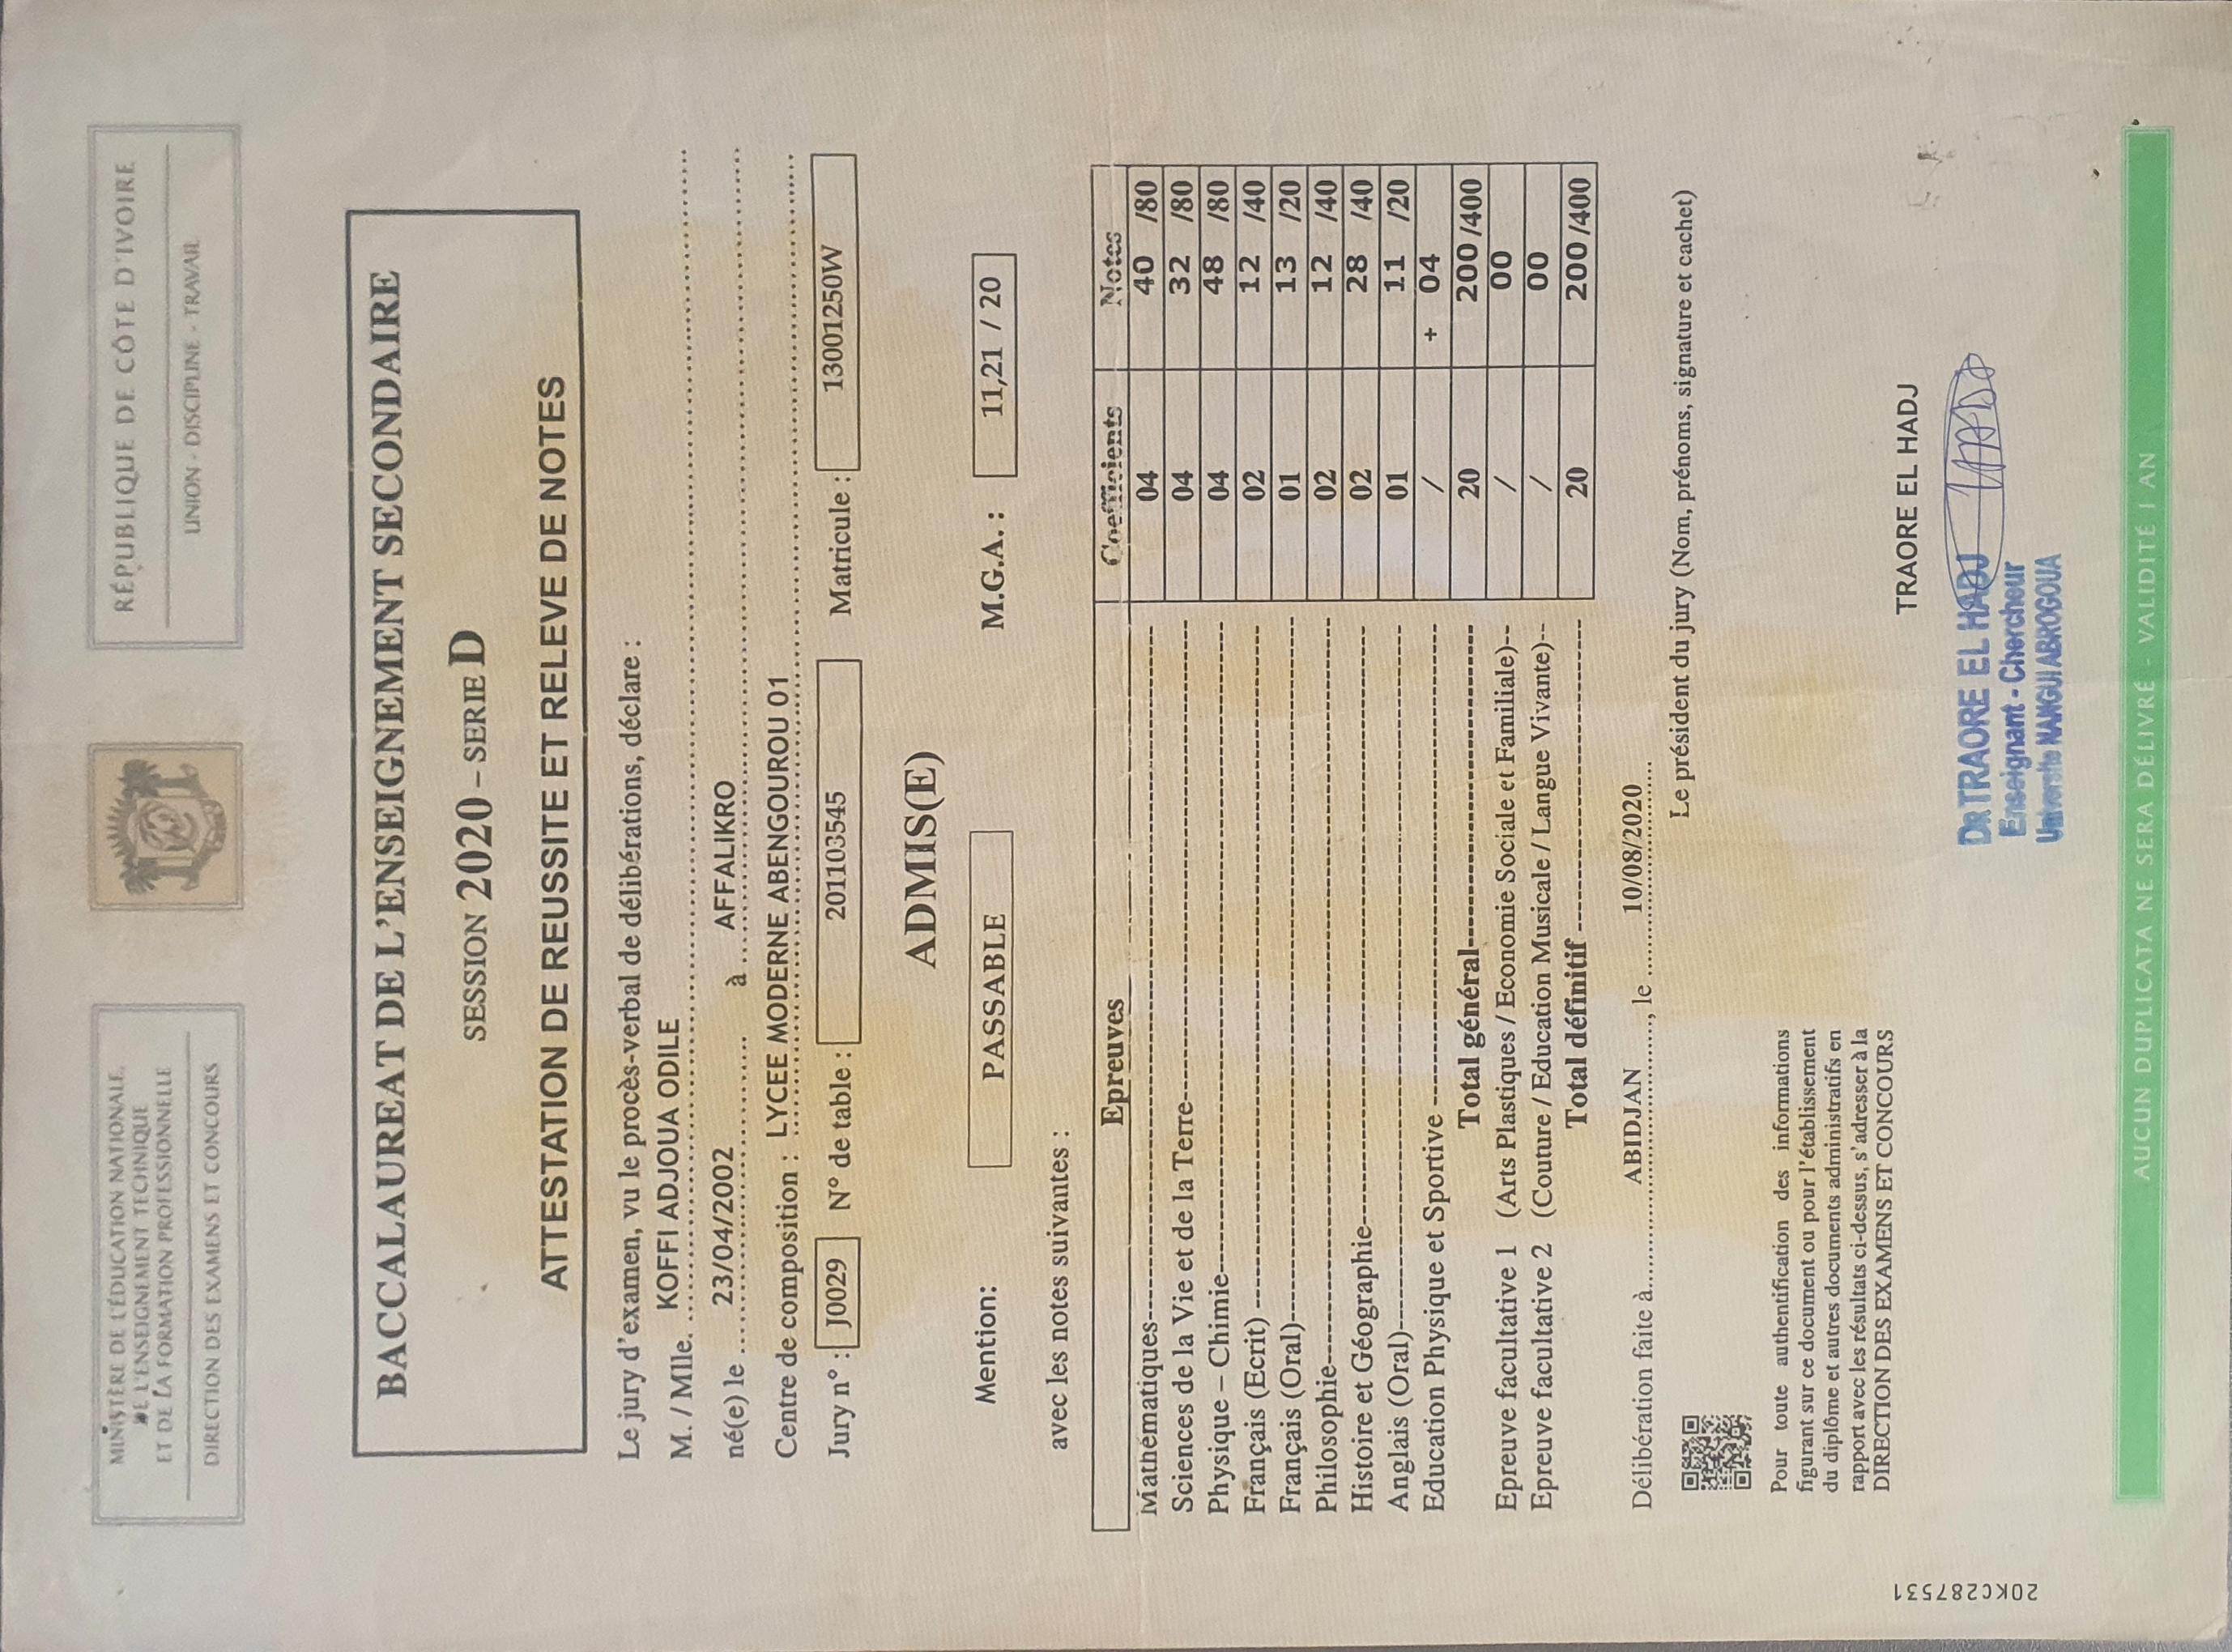 MINISTÈRE DE L'ÉDUCATION NATIONALE,
DE L'ENSEIGNEMENT TECHNIQUE
ET DE LA FORMATION PROFESSIONNELLE
DIRECTION DES EXAMENS ET CONCOURS
RÉPUBLIQUE DE CÔTE D'IVOIRE
UNION - DISCIPLINE - TRAVAIL
BACCALAUREAT DE L'ENSEIGNEMENT SECONDAIRE
SESSION 2020 – SERIE D
ATTESTATION DE REUSSITE ET RELEVE DE NOTES
Le jury d'examen, vu le procès-verbal de délibérations, déclare :
M. / Mlle. KOFFI ADJOUA ODILE
né(e) le 23/04/2002 à AFFALIKRO
Centre de composition : LYCEE MODERNE ABENGOUROU 01
Jury n° : J0029 N° de table : 201103545 Matricule : 13001250W
ADMIS(E)
Mention: PASSABLE M.G.A. : 11,21 / 20
avec les notes suivantes :
Epreuves Coefficients Notes
Mathématiques 04 40 /80
Sciences de la Vie et de la Terre 04 32 /80
Physique – Chimie 04 48 /80
Français (Ecrit) 02 12 /40
Français (Oral) 01 13 /20
Philosophie 02 12 /40
Histoire et Géographie 02 28 /40
Anglais (Oral) 01 11 /20
Education Physique et Sportive / + 04
Total général 20 200 /400
Epreuve facultative 1 (Arts Plastiques / Economie Sociale et Familiale)-- / 00
Epreuve facultative 2 (Couture / Education Musicale / Langue Vivante)-- / 00
Total définitif 20 200 /400
Délibération faite à ABIDJAN, le 10/08/2020
Le président du jury (Nom, prénoms, signature et cachet)
Pour toute authentification des informations
figurant sur ce document ou pour l'établissement
du diplôme et autres documents administratifs en
rapport avec les résultats ci-dessus, s'adresser à la
DIRECTION DES EXAMENS ET CONCOURS
TRAORE EL HADJ
Dr TRAORE EL HADJ
Enseignant - Chercheur
Université NANGUI ABROGOUA
AUCUN DUPLICATA NE SERA DÉLIVRÉ - VALIDITÉ 1 AN
20KC287531